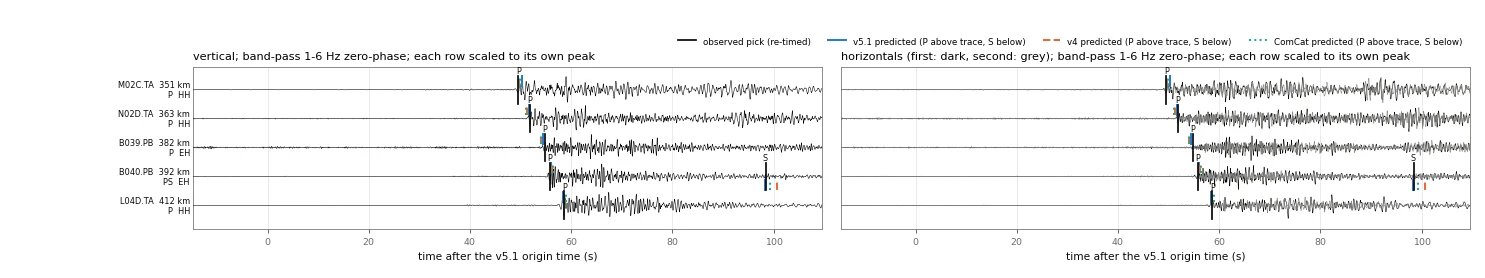 observed pick (re-timed) v5.1 predicted (P above trace, S below) v4 predicted (P above trace, S below) ComCat predicted (P above trace, S below)
vertical; band-pass 1-6 Hz zero-phase; each row scaled to its own peak
horizontals (first: dark, second: grey); band-pass 1-6 Hz zero-phase; each row scaled to its own peak
M02C.TA 351 km
P HH
N02D.TA 363 km
P HH
B039.PB 382 km
P EH
B040.PB 392 km
PS EH
L04D.TA 412 km
P HH
P
P
P
P
S
P
P
P
P
P
S
P
0 20 40 60 80 100
0 20 40 60 80 100
time after the v5.1 origin time (s)
time after the v5.1 origin time (s)